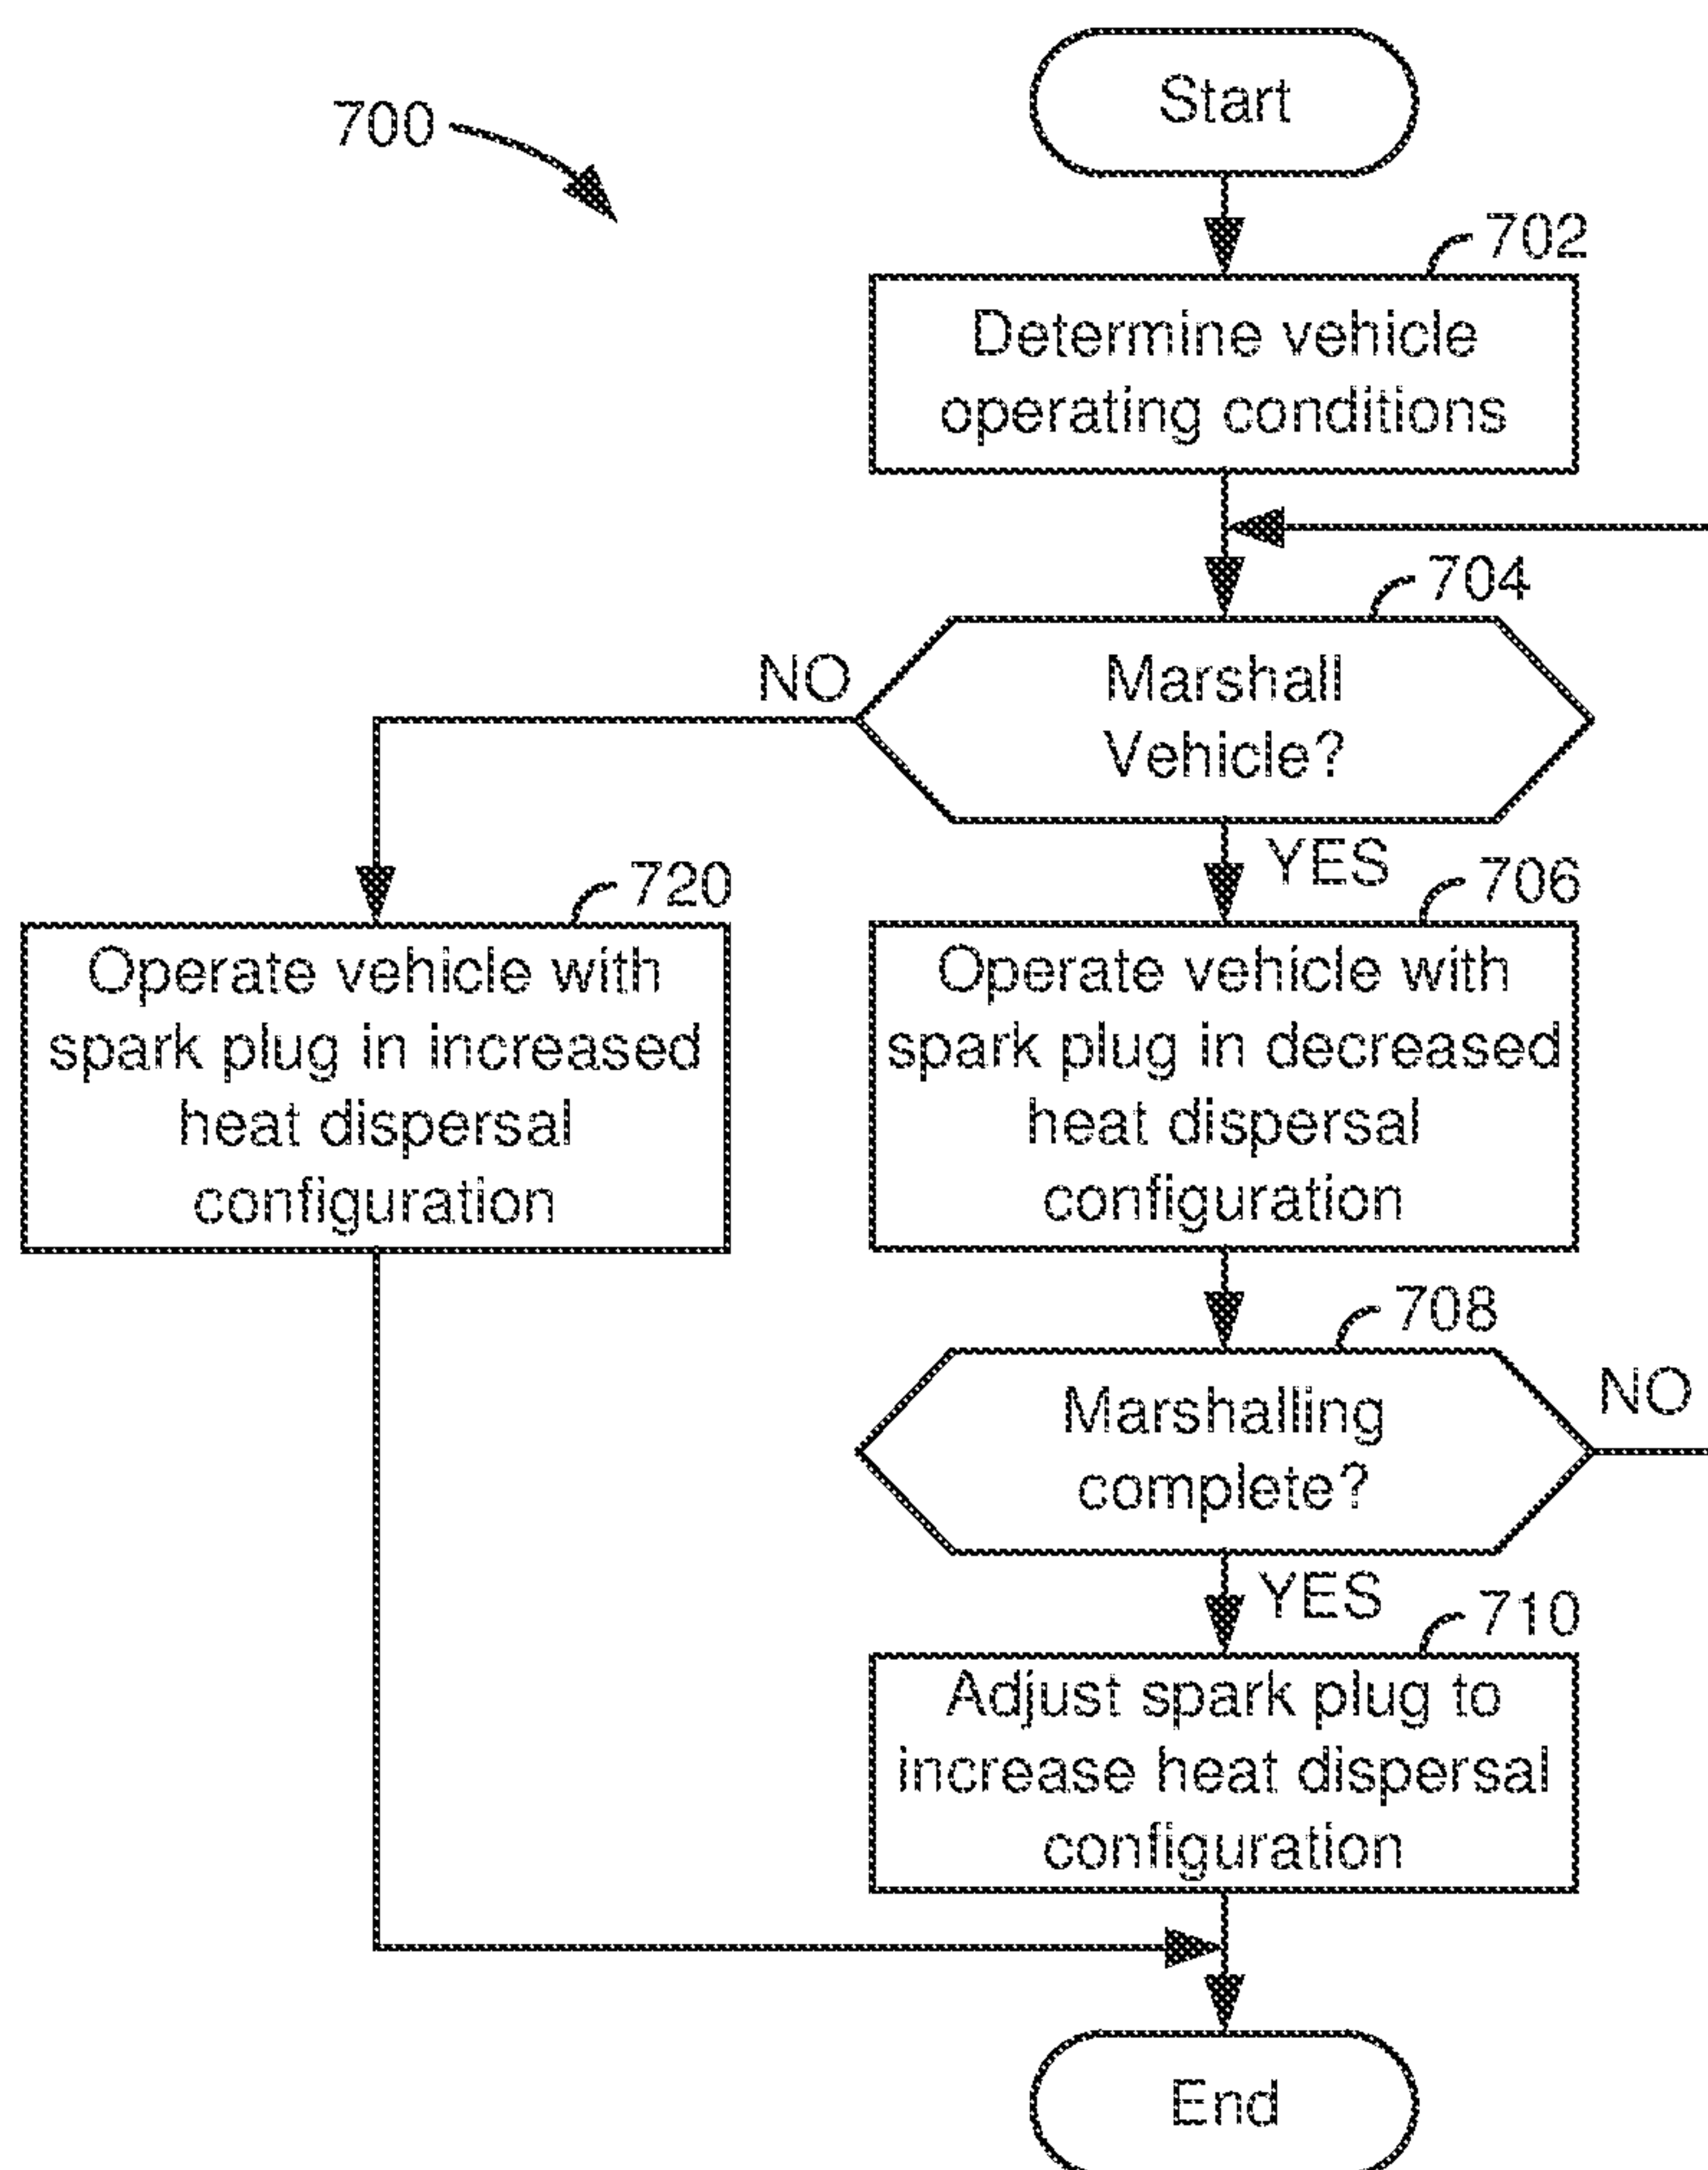 700
Start
702
Determine vehicle
operating conditions
704
NO
Marshall
Vehicle?
YES
720
Operate vehicle with
spark plug in increased
heat dispersal
configuration
706
Operate vehicle with
spark plug in decreased
heat dispersal
configuration
708
Marshalling
complete?
NO
YES
710
Adjust spark plug to
increase heat dispersal
configuration
End